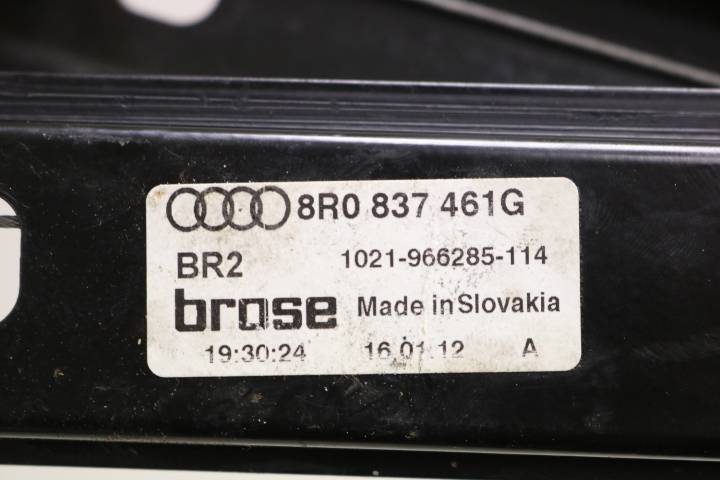 8R0 837 461G
BR2 1021-966285-114
brose Made in Slovakia
19:30:24 16.01.12 A